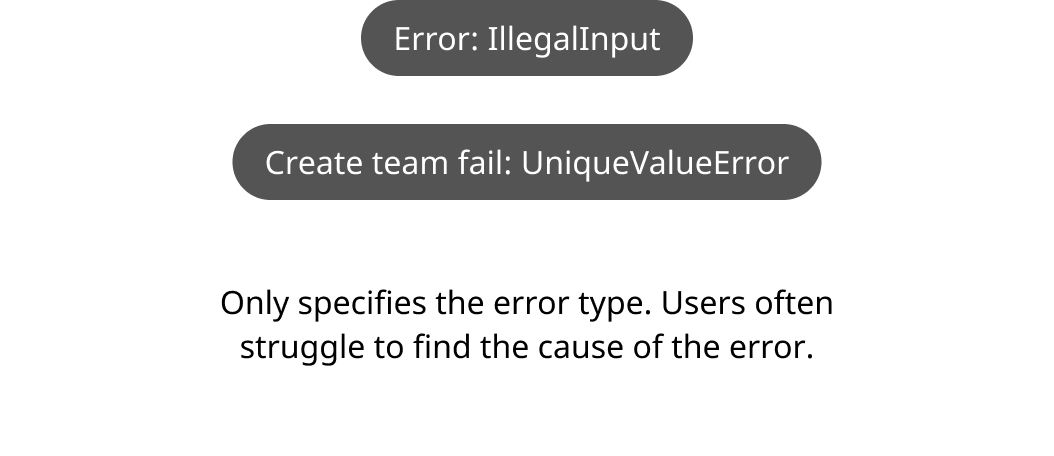 Error: IllegalInput
Create team fail: UniqueValueError
Only specifies the error type. Users often
struggle to find the cause of the error.